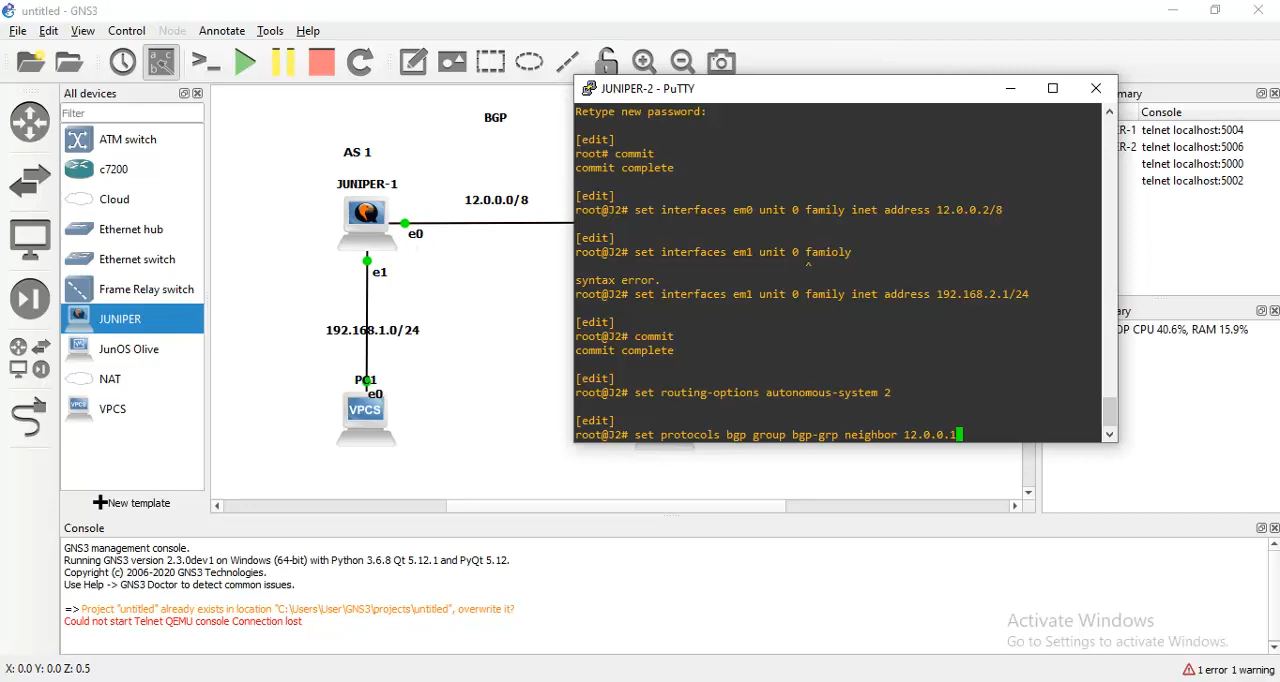 untitled - GNS3
File Edit View Control Node Annotate Tools Help
All devices
Filter
ATM switch
c7200
Cloud
Ethernet hub
Ethernet switch
Frame Relay switch
JUNIPER
JunOS Olive
NAT
VPCS
New template
BGP
AS 1
JUNIPER-1
12.0.0.0/8
e0
e1
192.168.1.0/24
PC1
e0
VPCS
JUNIPER-2 - PuTTY
Retype new password:
[edit]
root# commit
commit complete
[edit]
root@J2# set interfaces em0 unit 0 family inet address 12.0.0.2/8
[edit]
root@J2# set interfaces em1 unit 0 famioly
^
syntax error.
root@J2# set interfaces em1 unit 0 family inet address 192.168.2.1/24
[edit]
root@J2# commit
commit complete
[edit]
root@J2# set routing-options autonomous-system 2
[edit]
root@J2# set protocols bgp group bgp-grp neighbor 12.0.0.1
mary
Console
R-1 telnet localhost:5004
R-2 telnet localhost:5006
telnet localhost:5000
telnet localhost:5002
ary
OP CPU 40.6%, RAM 15.9%
Console
GNS3 management console.
Running GNS3 version 2.3.0dev1 on Windows (64-bit) with Python 3.6.8 Qt 5.12.1 and PyQt 5.12.
Copyright (c) 2006-2020 GNS3 Technologies.
Use Help -> GNS3 Doctor to detect common issues.
=> Project "untitled" already exists in location "C:\Users\User\GNS3\projects\untitled", overwrite it?
Could not start Telnet QEMU console Connection lost
Activate Windows
Go to Settings to activate Windows.
X: 0.0 Y: 0.0 Z: 0.5
1 error 1 warning